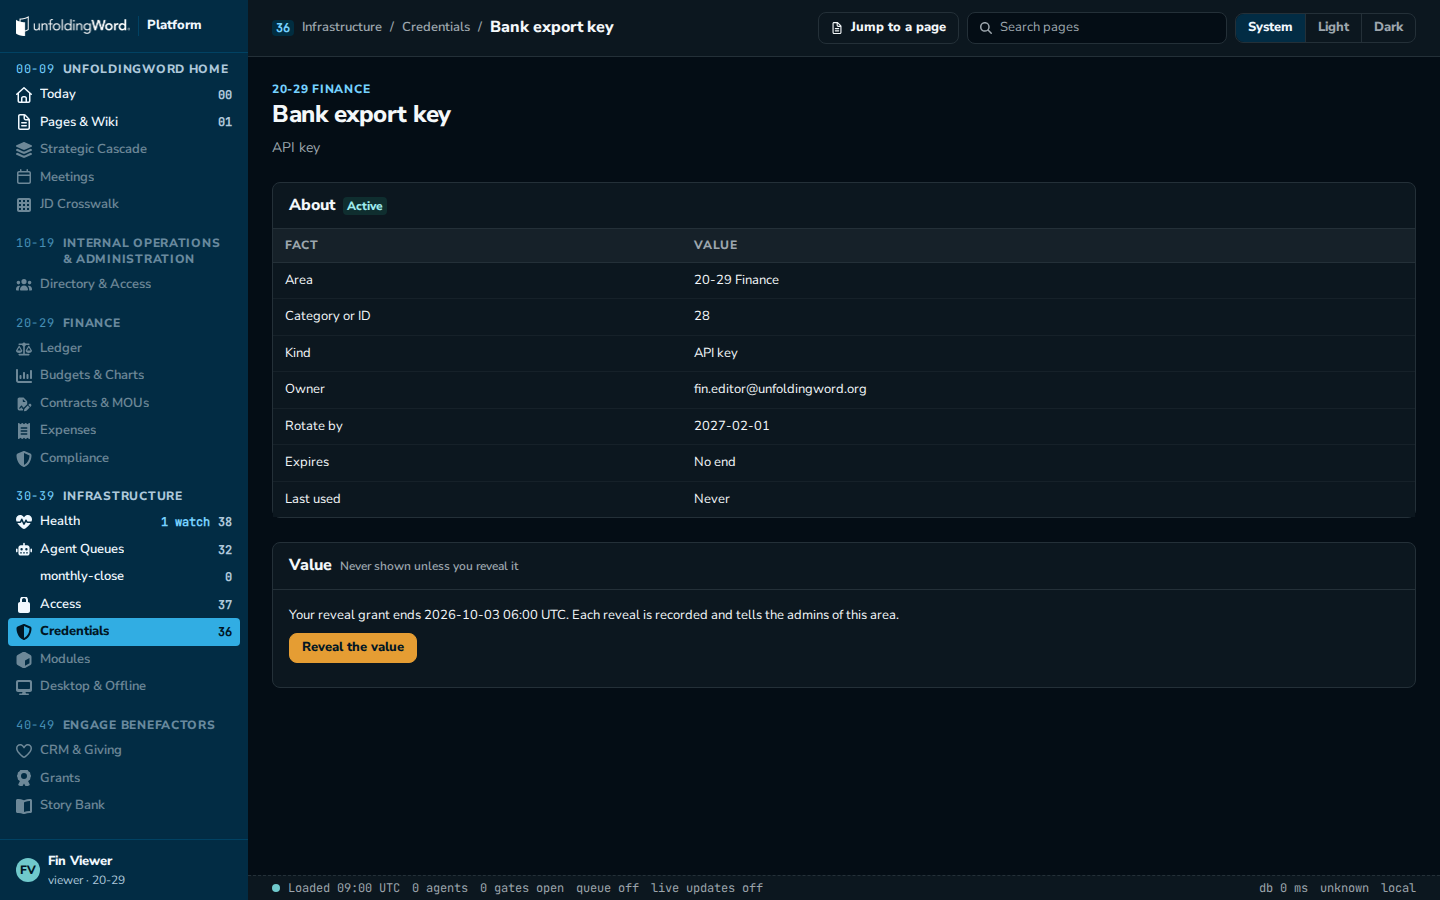 unfoldingWord Platform
00-09 UNFOLDINGWORD HOME
Today 00
Pages & Wiki 01
Strategic Cascade
Meetings
JD Crosswalk
10-19 INTERNAL OPERATIONS
& ADMINISTRATION
Directory & Access
20-29 FINANCE
Ledger
Budgets & Charts
Contracts & MOUs
Expenses
Compliance
30-39 INFRASTRUCTURE
Health 1 watch 38
Agent Queues 32
monthly-close 0
Access 37
Credentials 36
Modules
Desktop & Offline
40-49 ENGAGE BENEFACTORS
CRM & Giving
Grants
Story Bank
FV Fin Viewer
viewer · 20-29
36 Infrastructure / Credentials / Bank export key
Jump to a page
Search pages
System Light Dark
20-29 FINANCE
Bank export key
API key
About Active
FACT VALUE
Area 20-29 Finance
Category or ID 28
Kind API key
Owner fin.editor@unfoldingword.org
Rotate by 2027-02-01
Expires No end
Last used Never
Value Never shown unless you reveal it
Your reveal grant ends 2026-10-03 06:00 UTC. Each reveal is recorded and tells the admins of this area.
Reveal the value
Loaded 09:00 UTC 0 agents 0 gates open queue off live updates off db 0 ms unknown local